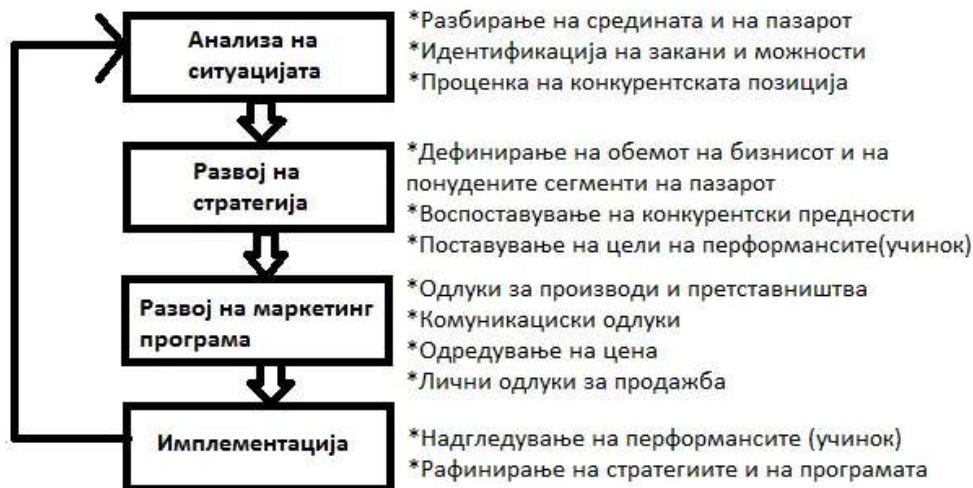 Анализа на
ситуацијата
*Разбирање на средината и на пазарот
*Идентификација на закани и можности
*Проценка на конкурентската позиција
Развој на
стратегија
*Дефинирање на обемот на бизнисот и на
понудените сегменти на пазарот
*Воспоставување на конкурентски предности
*Поставување на цели на перформансите(учинок)
Развој на маркетинг
програма
*Одлуки за производи и претставништва
*Комуникациски одлуки
*Одредување на цена
*Лични одлуки за продажба
Имплементација
*Надгледување на перформансите (учинок)
*Рафинирање на стратегиите и на програмата